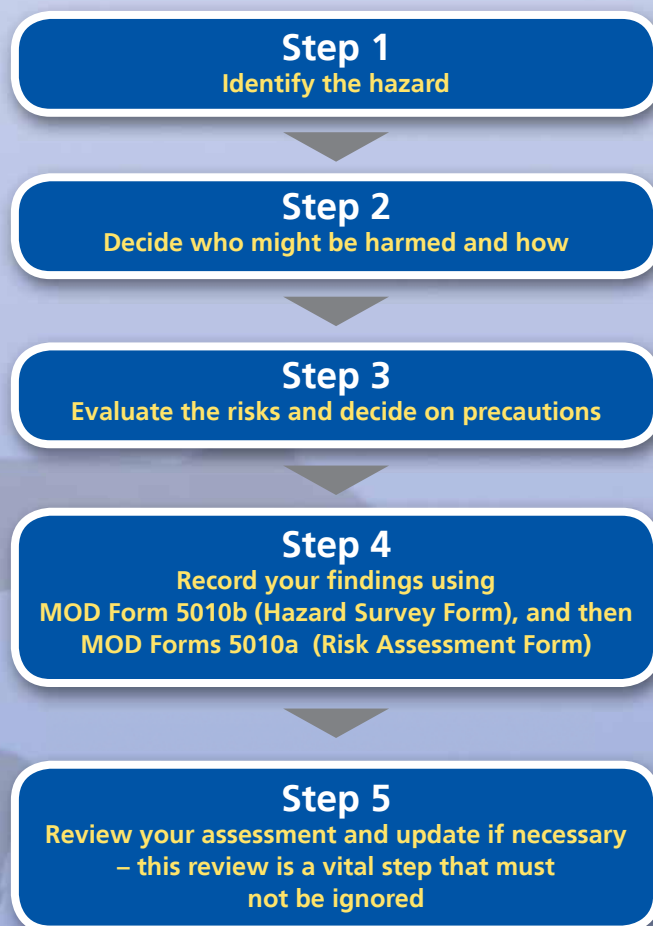 Step 1
Identify the hazard
Step 2
Decide who might be harmed and how
Step 3
Evaluate the risks and decide on precautions
Step 4
Record your findings using
MOD Form 5010b (Hazard Survey Form), and then
MOD Forms 5010a (Risk Assessment Form)
Step 5
Review your assessment and update if necessary
– this review is a vital step that must
not be ignored